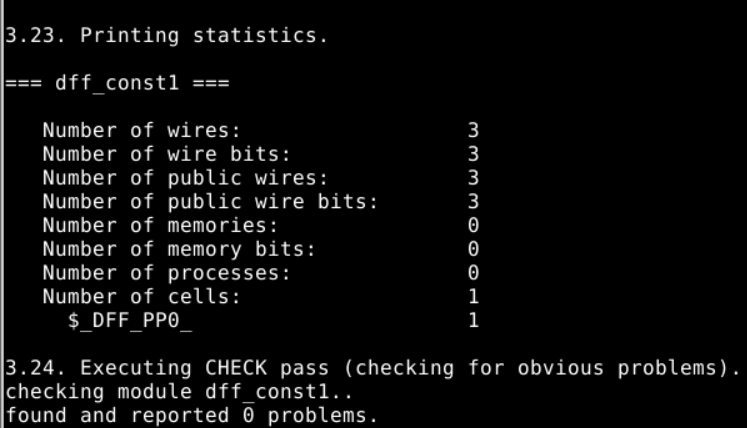 3.23. Printing statistics.
=== dff_const1 ===
Number of wires: 3
Number of wire bits: 3
Number of public wires: 3
Number of public wire bits: 3
Number of memories: 0
Number of memory bits: 0
Number of processes: 0
Number of cells: 1
$_DFF_PP0_ 1
3.24. Executing CHECK pass (checking for obvious problems).
checking module dff_const1..
found and reported 0 problems.